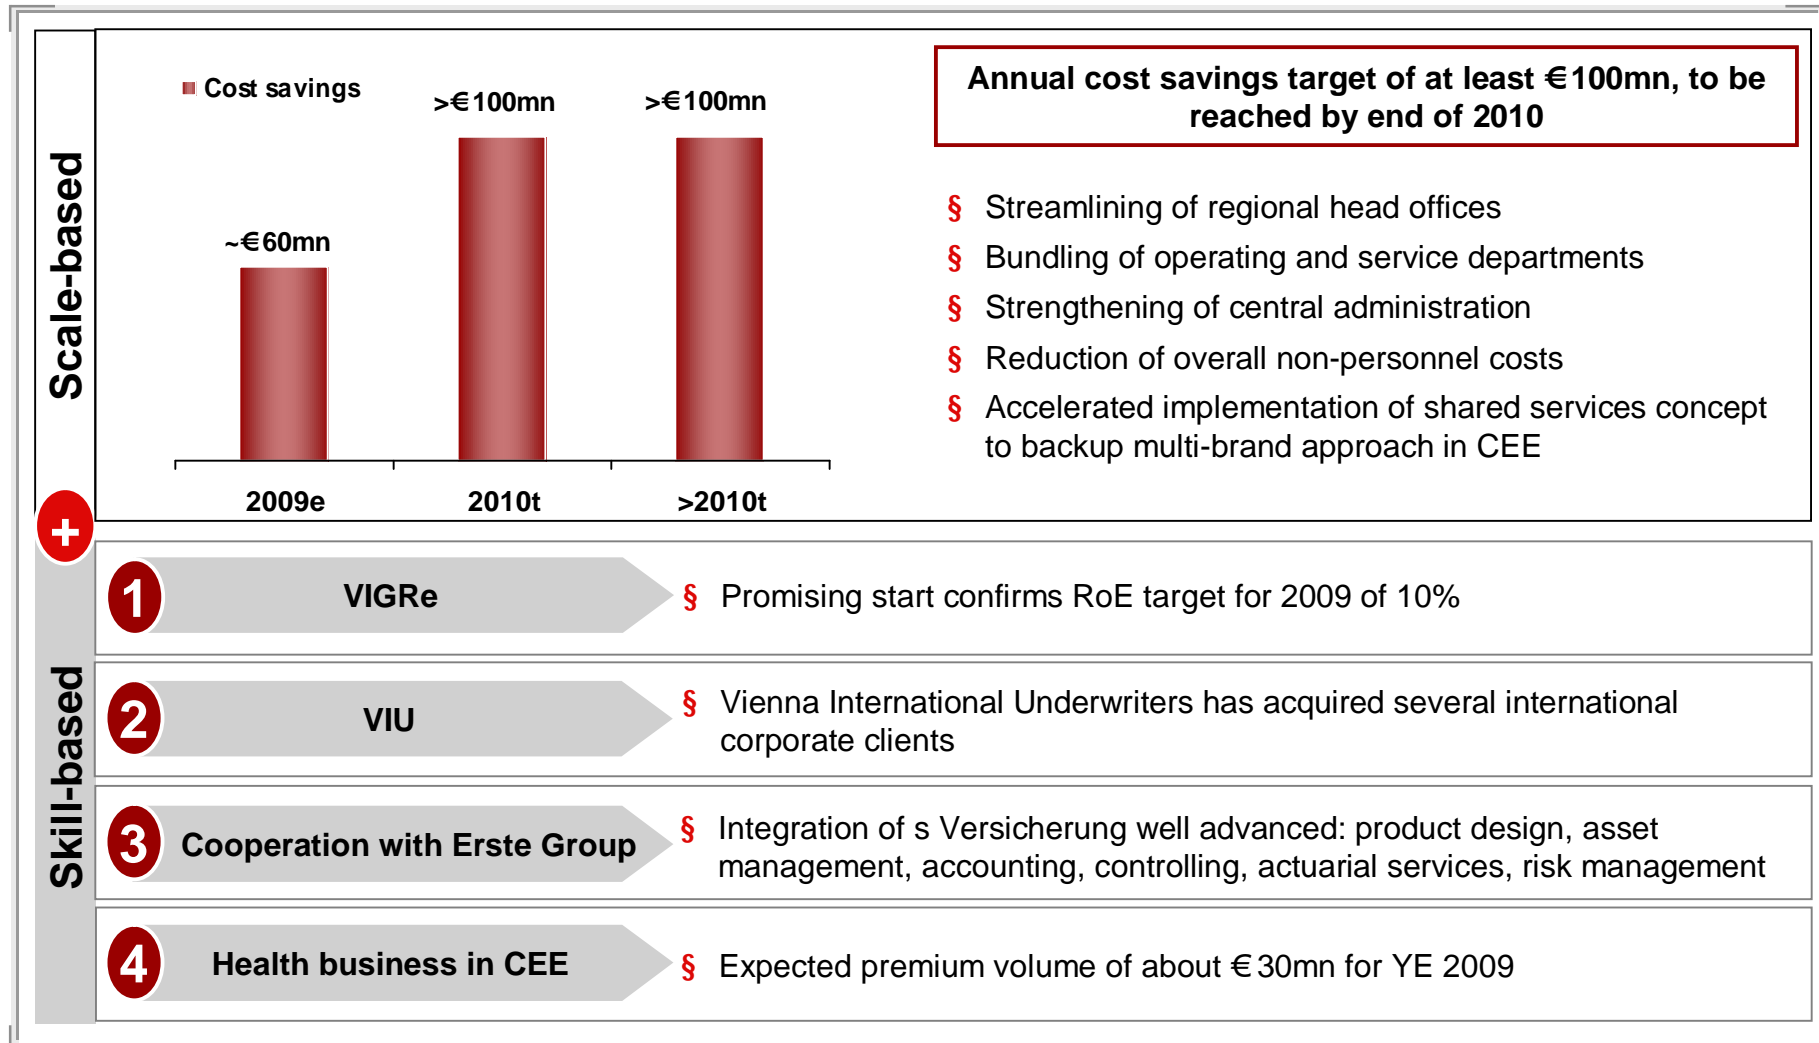 Scale-based
Cost savings
~€60mn
>€100mn
>€100mn
2009e
2010t
>2010t
Annual cost savings target of at least €100mn, to be
reached by end of 2010
§ Streamlining of regional head offices
§ Bundling of operating and service departments
§ Strengthening of central administration
§ Reduction of overall non-personnel costs
§ Accelerated implementation of shared services concept
to backup multi-brand approach in CEE
+
Skill-based
1
VIGRe
§ Promising start confirms RoE target for 2009 of 10%
2
VIU
§ Vienna International Underwriters has acquired several international
corporate clients
3
Cooperation with Erste Group
§ Integration of s Versicherung well advanced: product design, asset
management, accounting, controlling, actuarial services, risk management
4
Health business in CEE
§ Expected premium volume of about €30mn for YE 2009